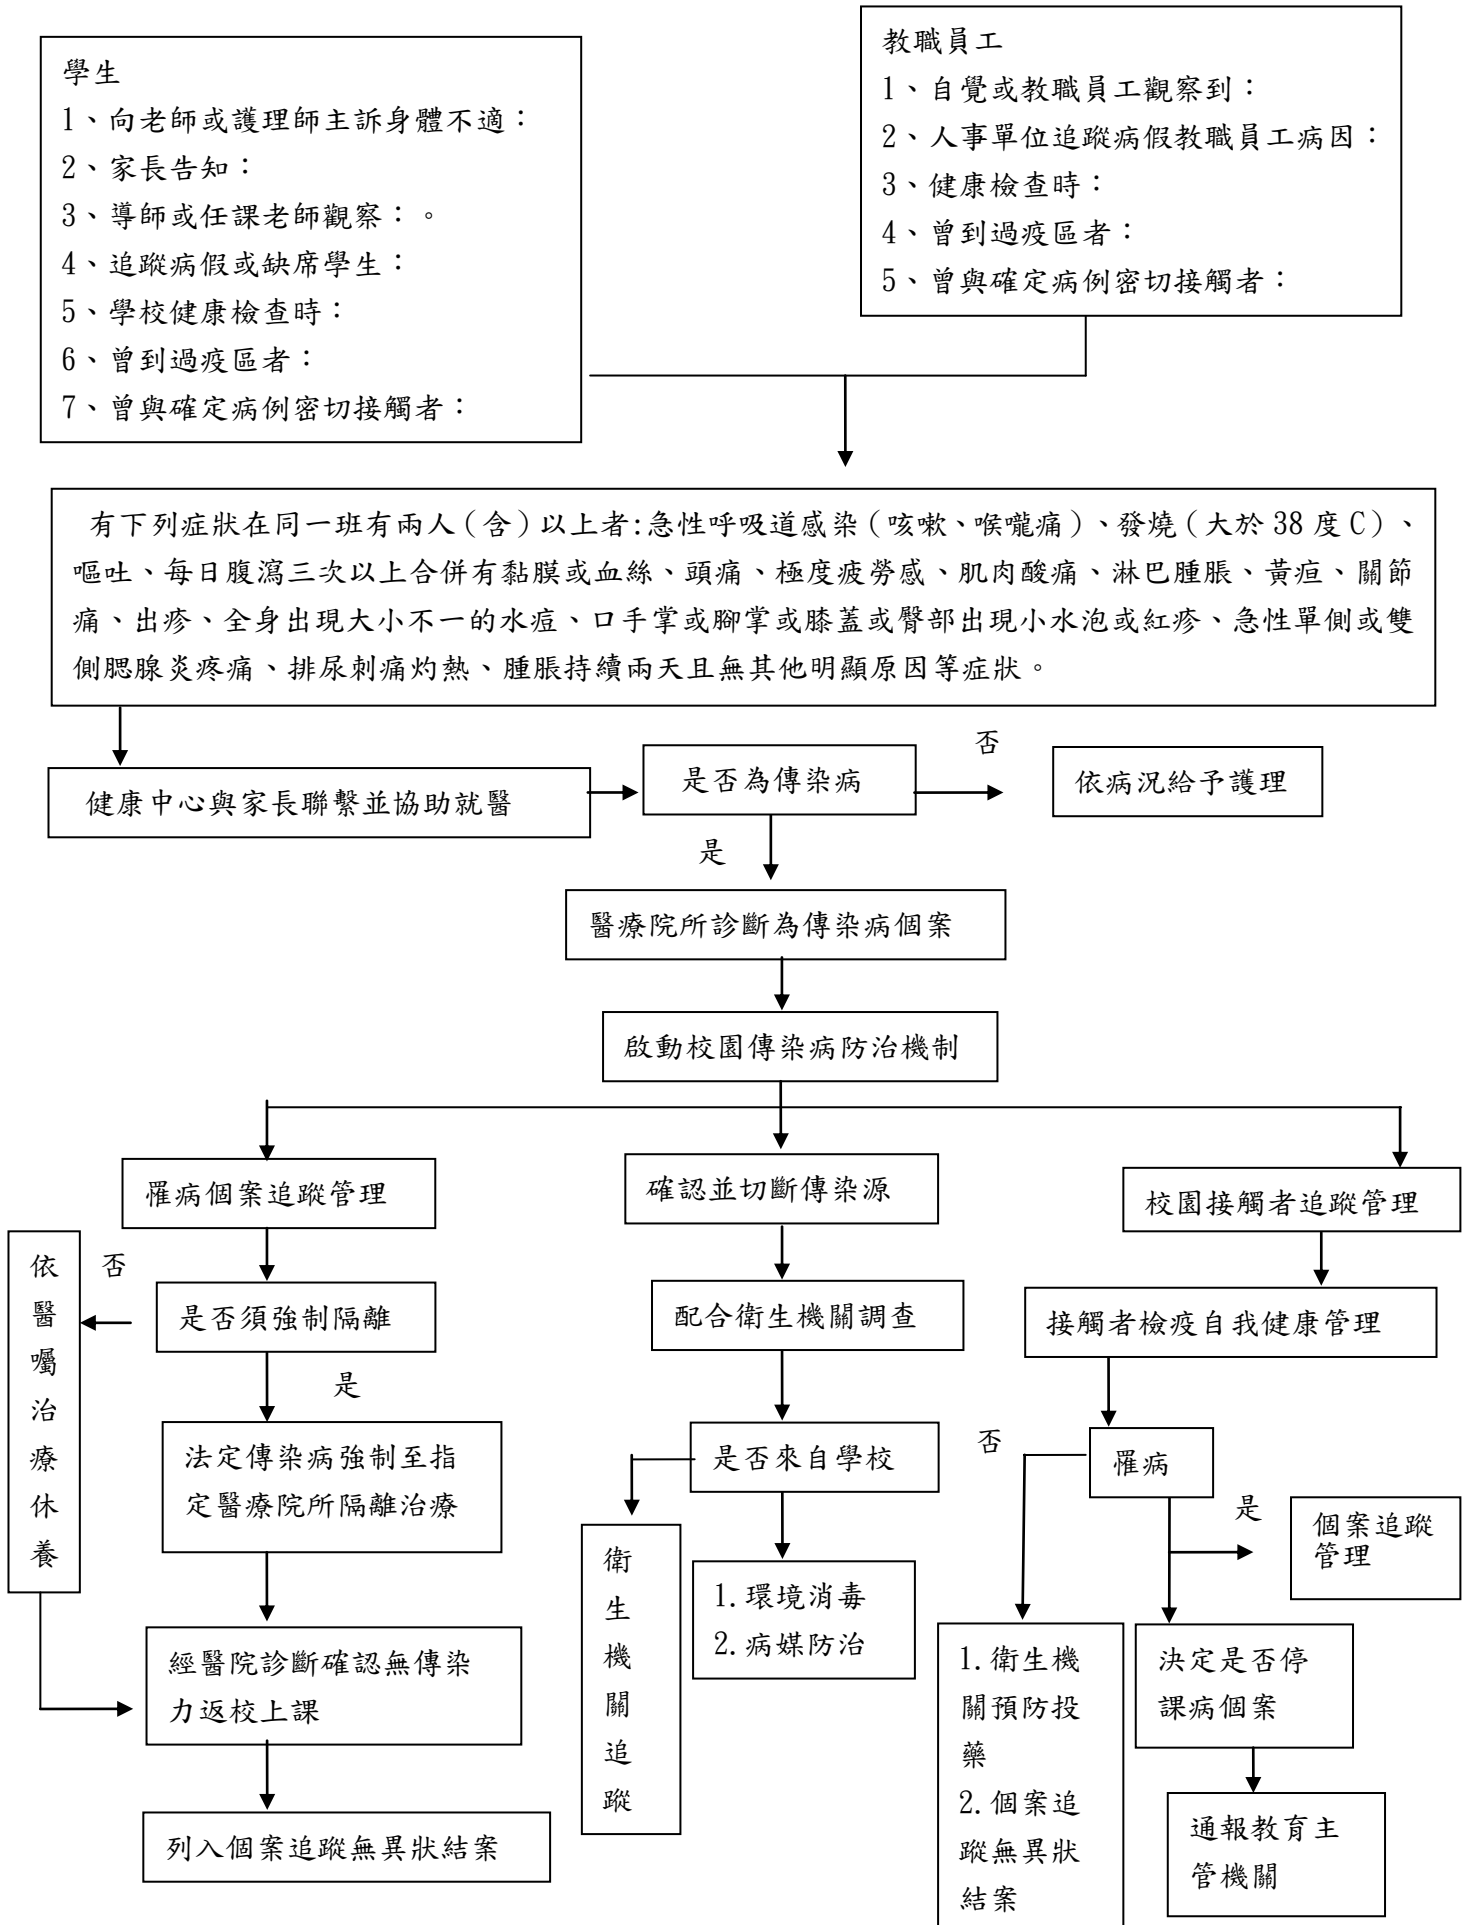 學生
1、向老師或護理師主訴身體不適：
2、家長告知：
3、導師或任課老師觀察：。
4、追蹤病假或缺席學生：
5、學校健康檢查時：
6、曾到過疫區者：
7、曾與確定病例密切接觸者：
教職員工
1、自覺或教職員工觀察到：
2、人事單位追蹤病假教職員工病因：
3、健康檢查時：
4、曾到過疫區者：
5、曾與確定病例密切接觸者：
有下列症狀在同一班有兩人（含）以上者:急性呼吸道感染（咳嗽、喉嚨痛）、發燒（大於 38 度 C）、
嘔吐、每日腹瀉三次以上合併有黏膜或血絲、頭痛、極度疲勞感、肌肉酸痛、淋巴腫脹、黃疸、關節
痛、出疹、全身出現大小不一的水痘、口手掌或腳掌或膝蓋或臀部出現小水泡或紅疹、急性單側或雙
側腮腺炎疼痛、排尿刺痛灼熱、腫脹持續兩天且無其他明顯原因等症狀。
健康中心與家長聯繫並協助就醫
是否為傳染病
否
依病況給予護理
是
醫療院所診斷為傳染病個案
啟動校園傳染病防治機制
罹病個案追蹤管理
確認並切斷傳染源
校園接觸者追蹤管理
依醫囑治療休養
否
是否須強制隔離
配合衛生機關調查
接觸者檢疫自我健康管理
是
法定傳染病強制至指
定醫療院所隔離治療
是否來自學校
否
罹病
是
個案追蹤
管理
衛生機關追蹤
1.環境消毒
2.病媒防治
經醫院診斷確認無傳染
力返校上課
1.衛生機
關預防投
藥
2.個案追
蹤無異狀
結案
決定是否停
課病個案
列入個案追蹤無異狀結案
通報教育主
管機關